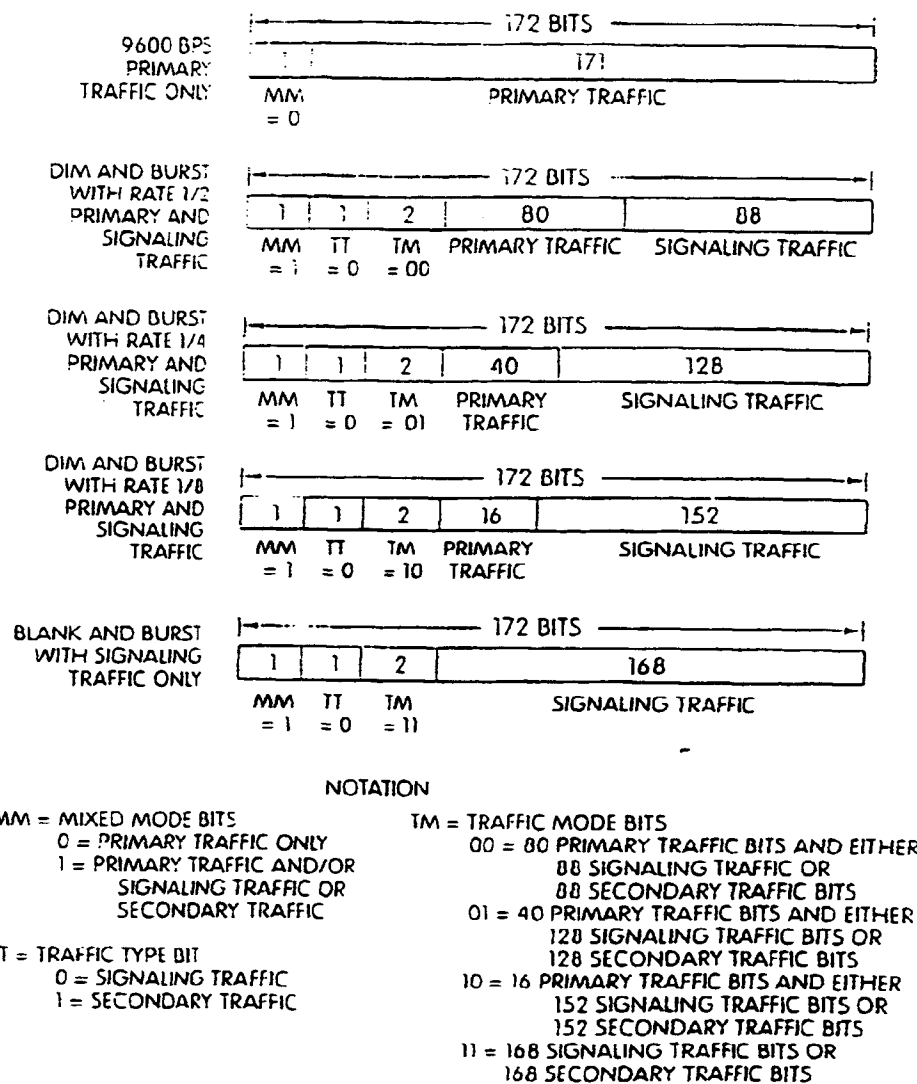 172 BITS
9600 BPS
PRIMARY
TRAFFIC ONLY
1 171
MM PRIMARY TRAFFIC
= 0
DIM AND BURST
WITH RATE 1/2
PRIMARY AND
SIGNALING
TRAFFIC
172 BITS
1 1 2 80 88
MM TT TM PRIMARY TRAFFIC SIGNALING TRAFFIC
= 1 = 0 = 00
DIM AND BURST
WITH RATE 1/4
PRIMARY AND
SIGNALING
TRAFFIC
172 BITS
1 1 2 40 128
MM TT TM PRIMARY SIGNALING TRAFFIC
= 1 = 0 = 01 TRAFFIC
DIM AND BURST
WITH RATE 1/8
PRIMARY AND
SIGNALING
TRAFFIC
172 BITS
1 1 2 16 152
MM TT TM PRIMARY SIGNALING TRAFFIC
= 1 = 0 = 10 TRAFFIC
BLANK AND BURST
WITH SIGNALING
TRAFFIC ONLY
172 BITS
1 1 2 168
MM TT TM SIGNALING TRAFFIC
= 1 = 0 = 11
NOTATION
MM = MIXED MODE BITS
0 = PRIMARY TRAFFIC ONLY
1 = PRIMARY TRAFFIC AND/OR
SIGNALING TRAFFIC OR
SECONDARY TRAFFIC
T = TRAFFIC TYPE BIT
0 = SIGNALING TRAFFIC
1 = SECONDARY TRAFFIC
TM = TRAFFIC MODE BITS
00 = 80 PRIMARY TRAFFIC BITS AND EITHER
88 SIGNALING TRAFFIC OR
88 SECONDARY TRAFFIC BITS
01 = 40 PRIMARY TRAFFIC BITS AND EITHER
128 SIGNALING TRAFFIC BITS OR
128 SECONDARY TRAFFIC BITS
10 = 16 PRIMARY TRAFFIC BITS AND EITHER
152 SIGNALING TRAFFIC BITS OR
152 SECONDARY TRAFFIC BITS
11 = 168 SIGNALING TRAFFIC BITS OR
168 SECONDARY TRAFFIC BITS